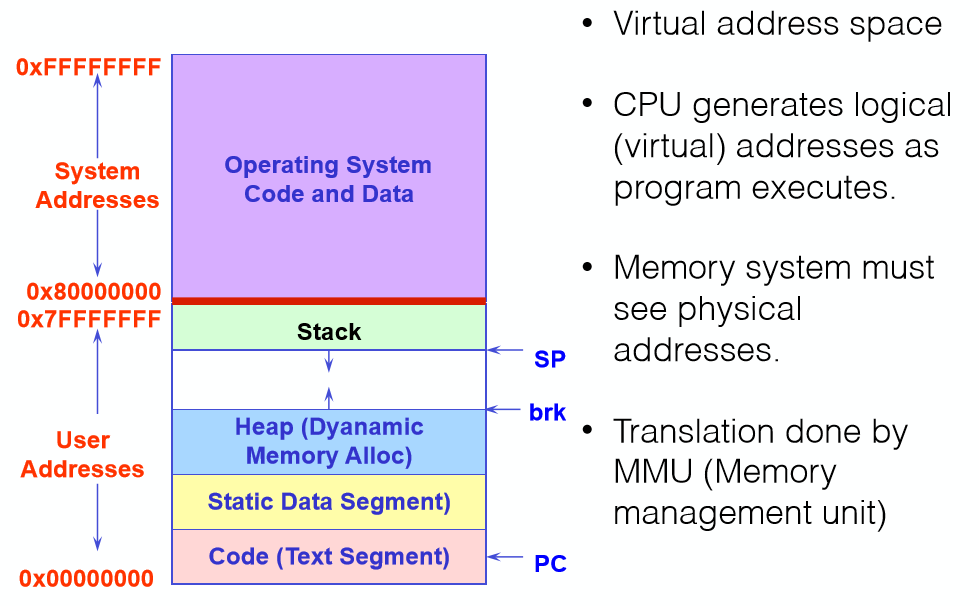 0xFFFFFFFF
System
Addresses
0x80000000
0x7FFFFFFF
User
Addresses
0x00000000
Operating System
Code and Data
Stack
Heap (Dyanamic
Memory Alloc)
Static Data Segment)
Code (Text Segment)
SP
brk
PC
• Virtual address space
• CPU generates logical
(virtual) addresses as
program executes.
• Memory system must
see physical
addresses.
• Translation done by
MMU (Memory
management unit)